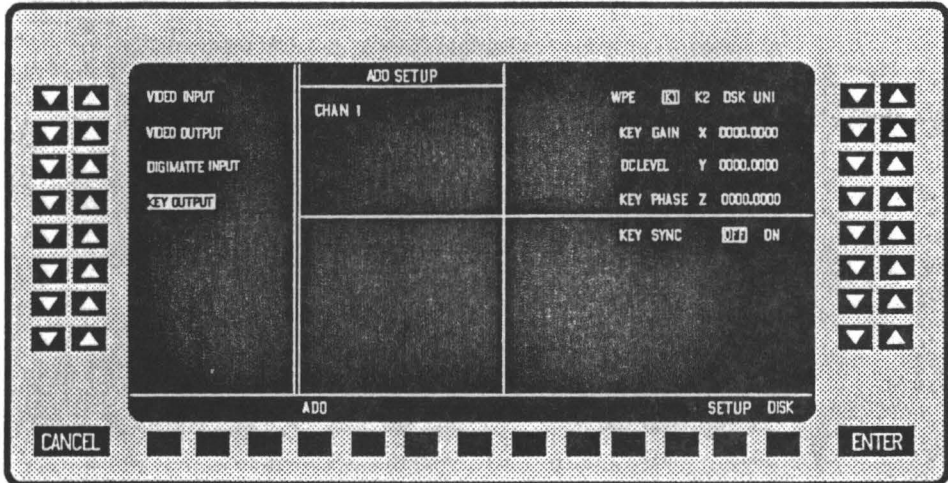 ADO SETUP
VIDEO INPUT
VIDEO OUTPUT
DIGIMATTE INPUT
KEY OUTPUT
CHAN 1
WPE K1 K2 DSK UNI
KEY GAIN X 0000.0000
DCLEVEL Y 0000.0000
KEY PHASE Z 0000.0000
KEY SYNC OFF ON
ADO SETUP DISK
CANCEL ENTER